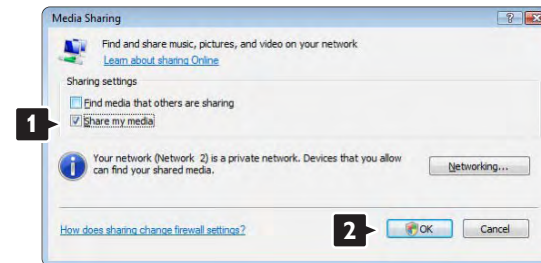 Media Sharing
Find and share music, pictures, and video on your network
Learn about sharing Online
Sharing settings
Find media that others are sharing
1
Share my media
Your network (Network 2) is a private network. Devices that you allow
can find your shared media.
Networking...
How does sharing change firewall settings?
2
OK
Cancel